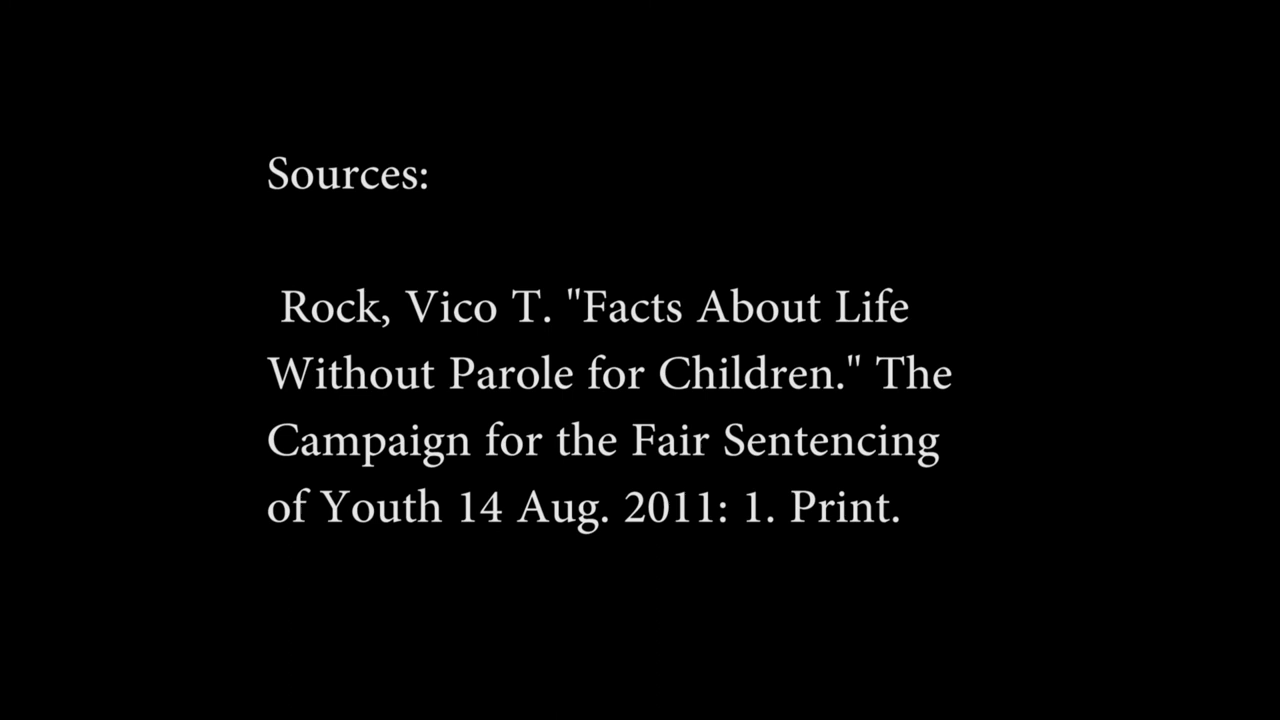 Sources:
Rock, Vico T. "Facts About Life
Without Parole for Children." The
Campaign for the Fair Sentencing
of Youth 14 Aug. 2011: 1. Print.